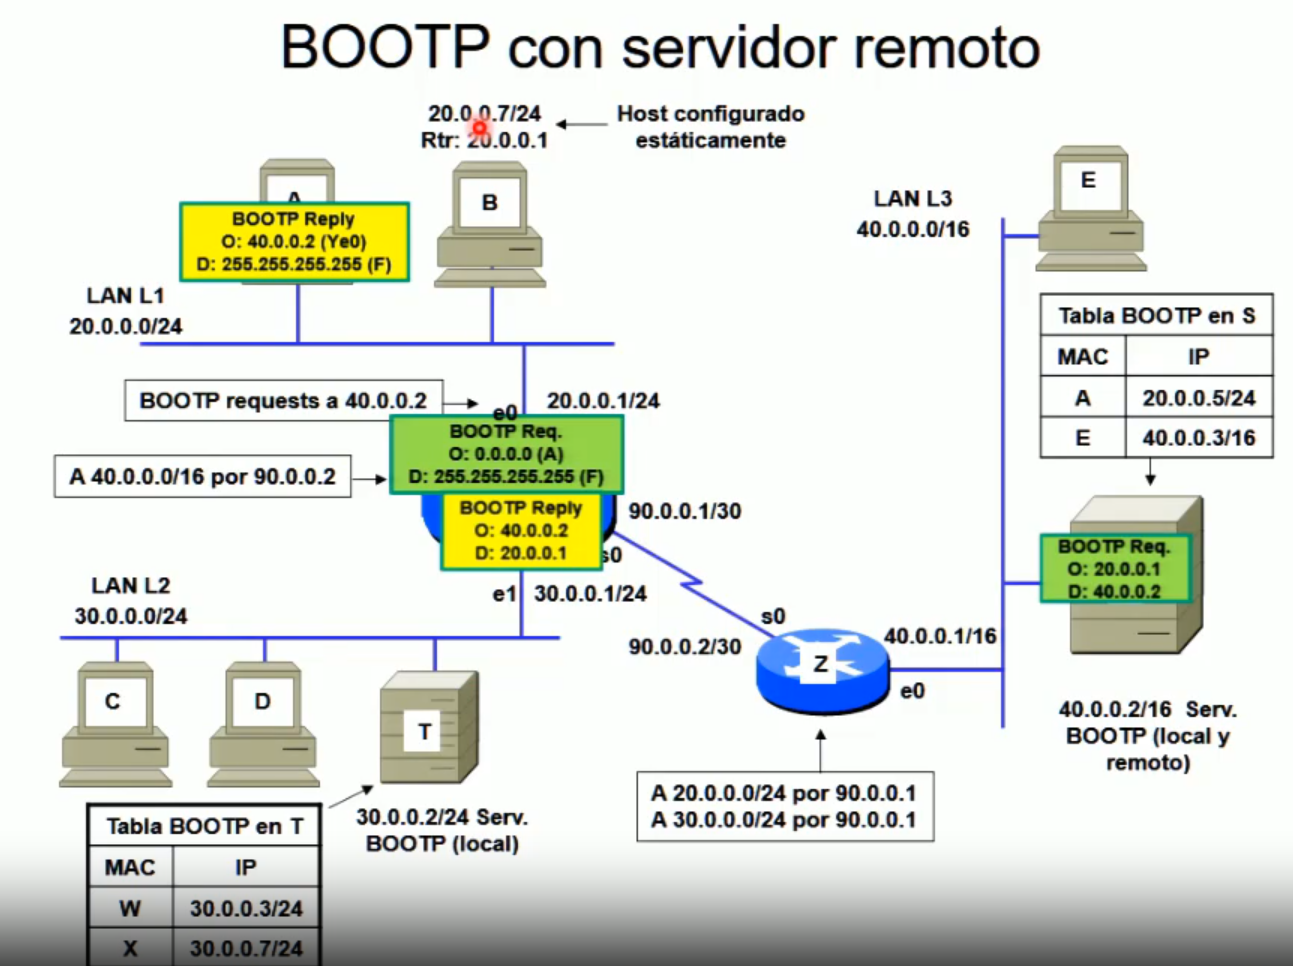 BOOTP con servidor remoto
20.0.0.7/24
Rtr: 20.0.0.1
Host configurado
estáticamente
A
BOOTP Reply
O: 40.0.0.2 (Ye0)
D: 255.255.255.255 (F)
B
LAN L1
20.0.0.0/24
LAN L3
40.0.0.0/16
E
Tabla BOOTP en S
MAC IP
A 20.0.0.5/24
E 40.0.0.3/16
BOOTP requests a 40.0.0.2
e0
20.0.0.1/24
BOOTP Req.
O: 0.0.0.0 (A)
D: 255.255.255.255 (F)
A 40.0.0.0/16 por 90.0.0.2
BOOTP Reply
O: 40.0.0.2
D: 20.0.0.1
90.0.0.1/30
s0
BOOTP Req.
O: 20.0.0.1
D: 40.0.0.2
LAN L2
30.0.0.0/24
e1
30.0.0.1/24
s0
90.0.0.2/30
Z
40.0.0.1/16
e0
C
D
T
40.0.0.2/16 Serv.
BOOTP (local y
remoto)
A 20.0.0.0/24 por 90.0.0.1
A 30.0.0.0/24 por 90.0.0.1
30.0.0.2/24 Serv.
BOOTP (local)
Tabla BOOTP en T
MAC IP
W 30.0.0.3/24
X 30.0.0.7/24